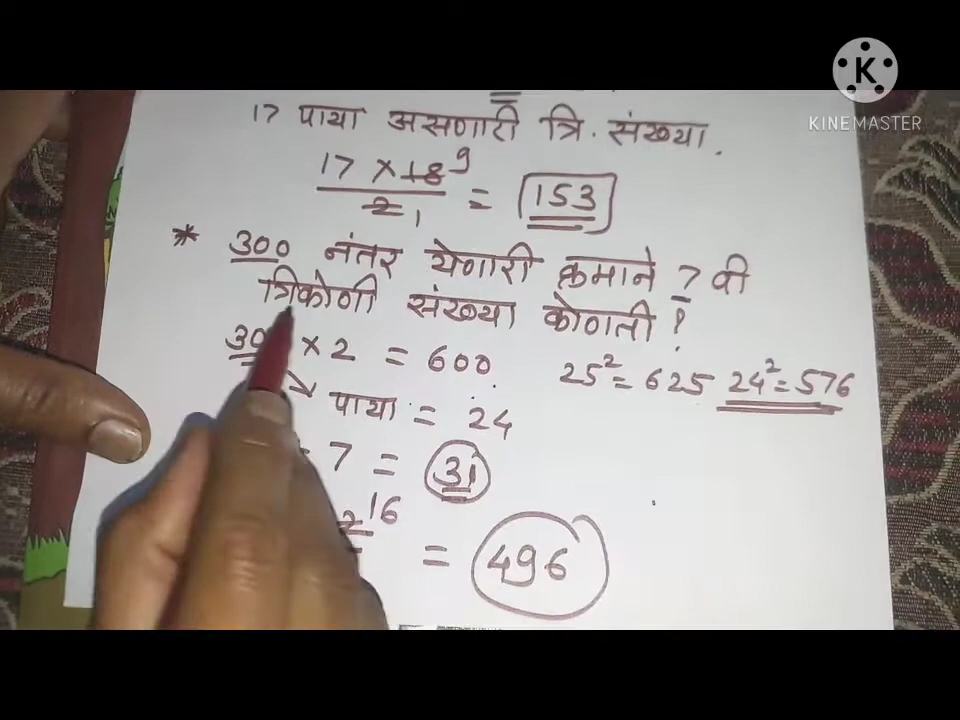 K
KINEMASTER
17 पाया असणारी त्रि. संख्या.
17 × 18 9
2 1
= 153
* 300 नंतर येणारी क्रमाने 7 वी
त्रिकोणी संख्या कोणती ?
30 × 2 = 600
25² = 625 24² = 576
पाया = 24
7 = 31
16
= 496